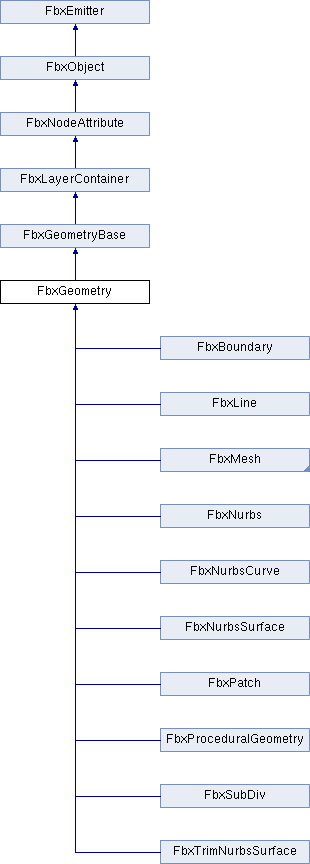 FbxEmitter
FbxObject
FbxNodeAttribute
FbxLayerContainer
FbxGeometryBase
FbxGeometry
FbxBoundary
FbxLine
FbxMesh
FbxNurbs
FbxNurbsCurve
FbxNurbsSurface
FbxPatch
FbxProceduralGeometry
FbxSubDiv
FbxTrimNurbsSurface